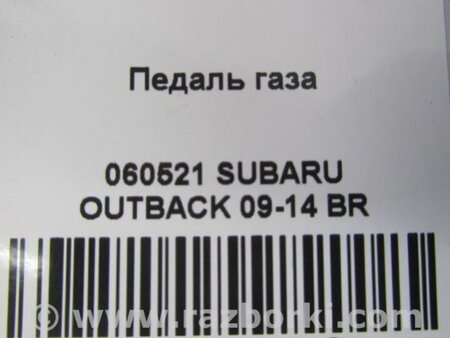 Педаль газа
060521 SUBARU
OUTBACK 09-14 BR
© www.razborki.com